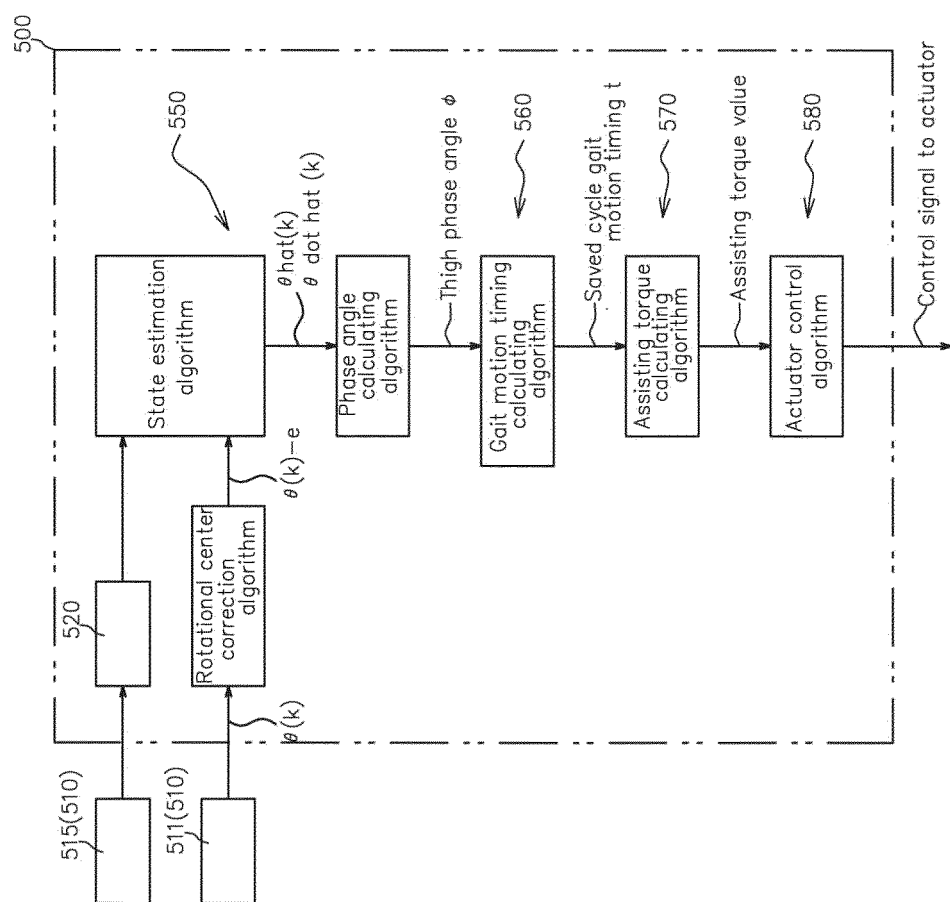 500
515(510)
520
State estimation
algorithm
550
511(510)
θ(k)
Rotational center
correction
algorithm
θ(k)−e
θ hat(k)
θ dot hat (k)
Phase angle
calculating
algorithm
Thigh phase angle ϕ
Gait motion timing
calculating
algorithm
560
Saved cycle gait
motion timing t
Assisting torque
calculating
algorithm
570
Assisting torque value
Actuator control
algorithm
580
Control signal to actuator